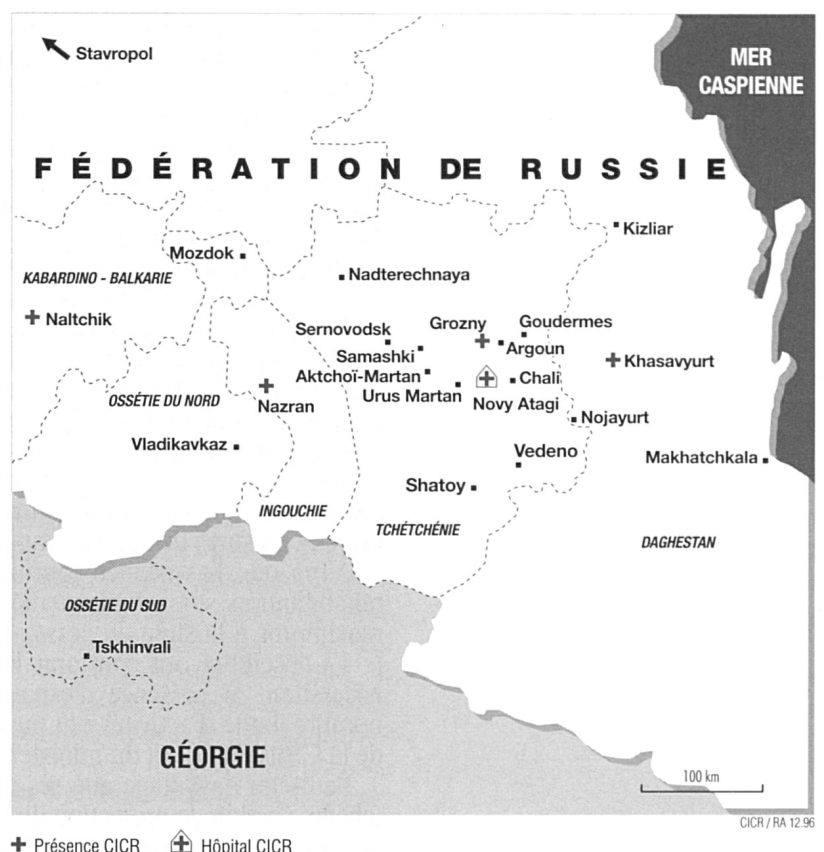 Stavropol
MER
CASPIENNE
FÉDÉRATION DE RUSSIE
Kizliar
Mozdok
KABARDINO - BALKARIE
Nadterechnaya
Naltchik
Sernovodsk
Grozny
Goudermes
Samashki
Argoun
Khasavyurt
Aktchoï-Martan
Chali
Urus Martan
Novy Atagi
OSSÉTIE DU NORD
Nazran
Nojayurt
Vladikavkaz
Vedeno
Makhatchkala
Shatoy
INGOUCHIE
TCHÉTCHÉNIE
DAGHESTAN
OSSÉTIE DU SUD
Tskhinvali
GÉORGIE
100 km
CICR / RA 12.96
Présence CICR
Hôpital CICR